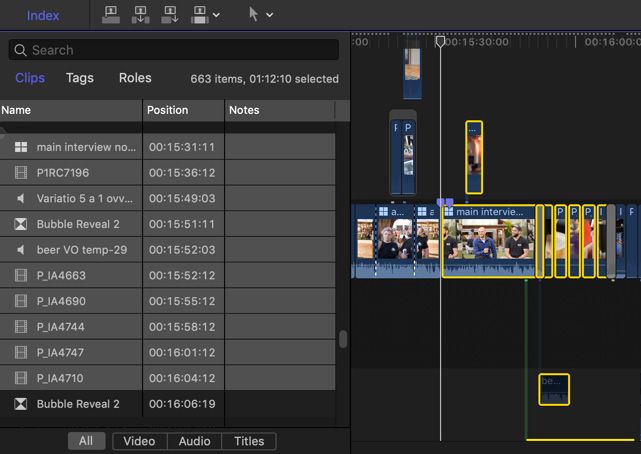 Index
Search
Clips Tags Roles 663 items, 01:12:10 selected
Name Position Notes
main interview no... 00:15:31:11
P1RC7196 00:15:36:12
Variatio 5 a 1 ovv... 00:15:49:03
Bubble Reveal 2 00:15:51:11
beer VO temp-29 00:15:52:03
P_IA4663 00:15:52:12
P_IA4690 00:15:55:12
P_IA4744 00:15:58:12
P_IA4747 00:16:01:12
P_IA4710 00:16:04:12
Bubble Reveal 2 00:16:06:19
All Video Audio Titles
:00 00:15:30:00 00:16:00:0
P
...
a... a main intervie... P P P
be...